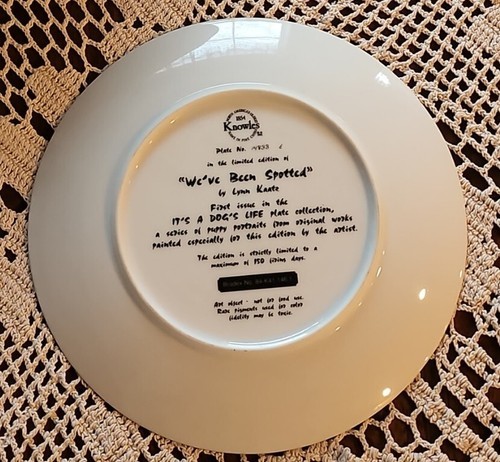 Knowles
Plate No.
in the limited edition of
"We've Been Spotted"
by Lynn Kaatz
First issue in the
IT'S A DOG'S LIFE plate collection,
a series of puppy portraits from original works
painted especially for this edition by the artist.
The edition is strictly limited to a
maximum of 150 firing days.
Bradex No.
Art object - not for food use.
Rare pigments used for color
fidelity may be toxic.